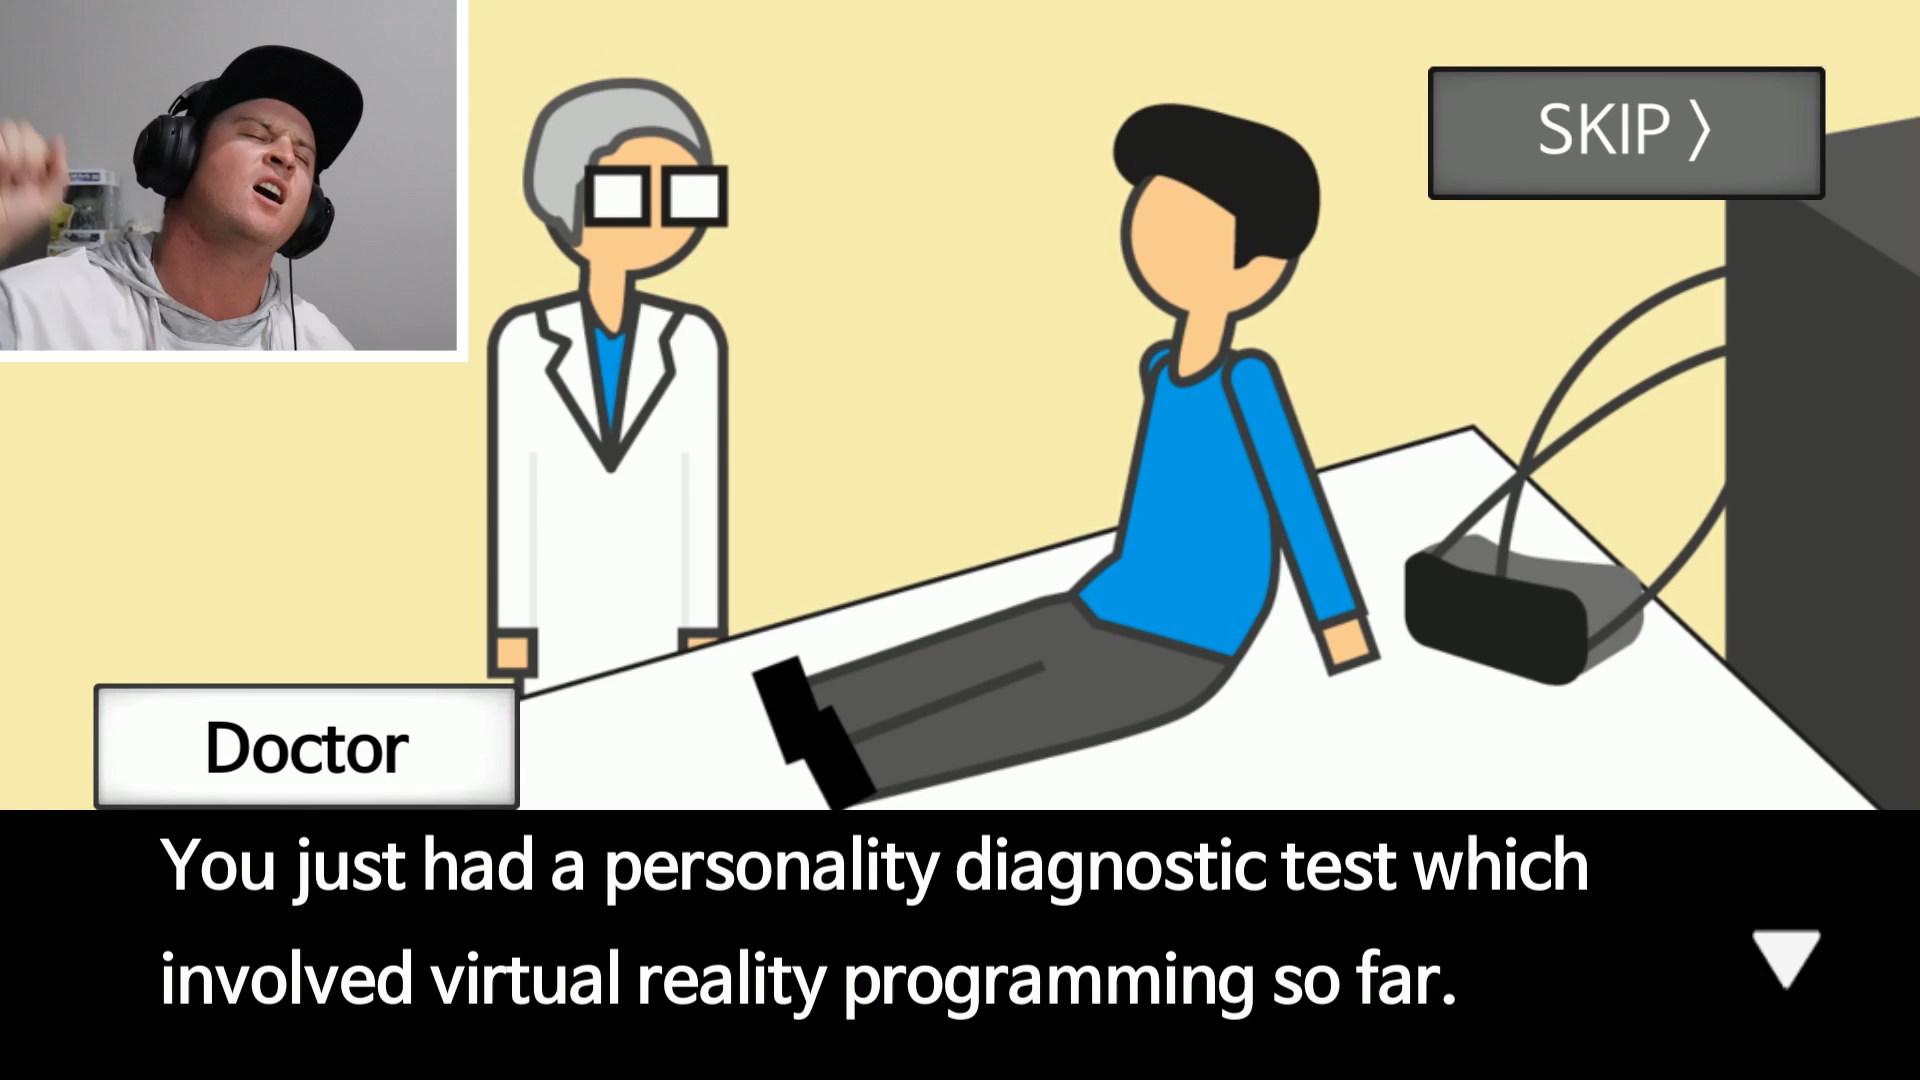 SKIP 〉
Doctor
You just had a personality diagnostic test which
involved virtual reality programming so far.